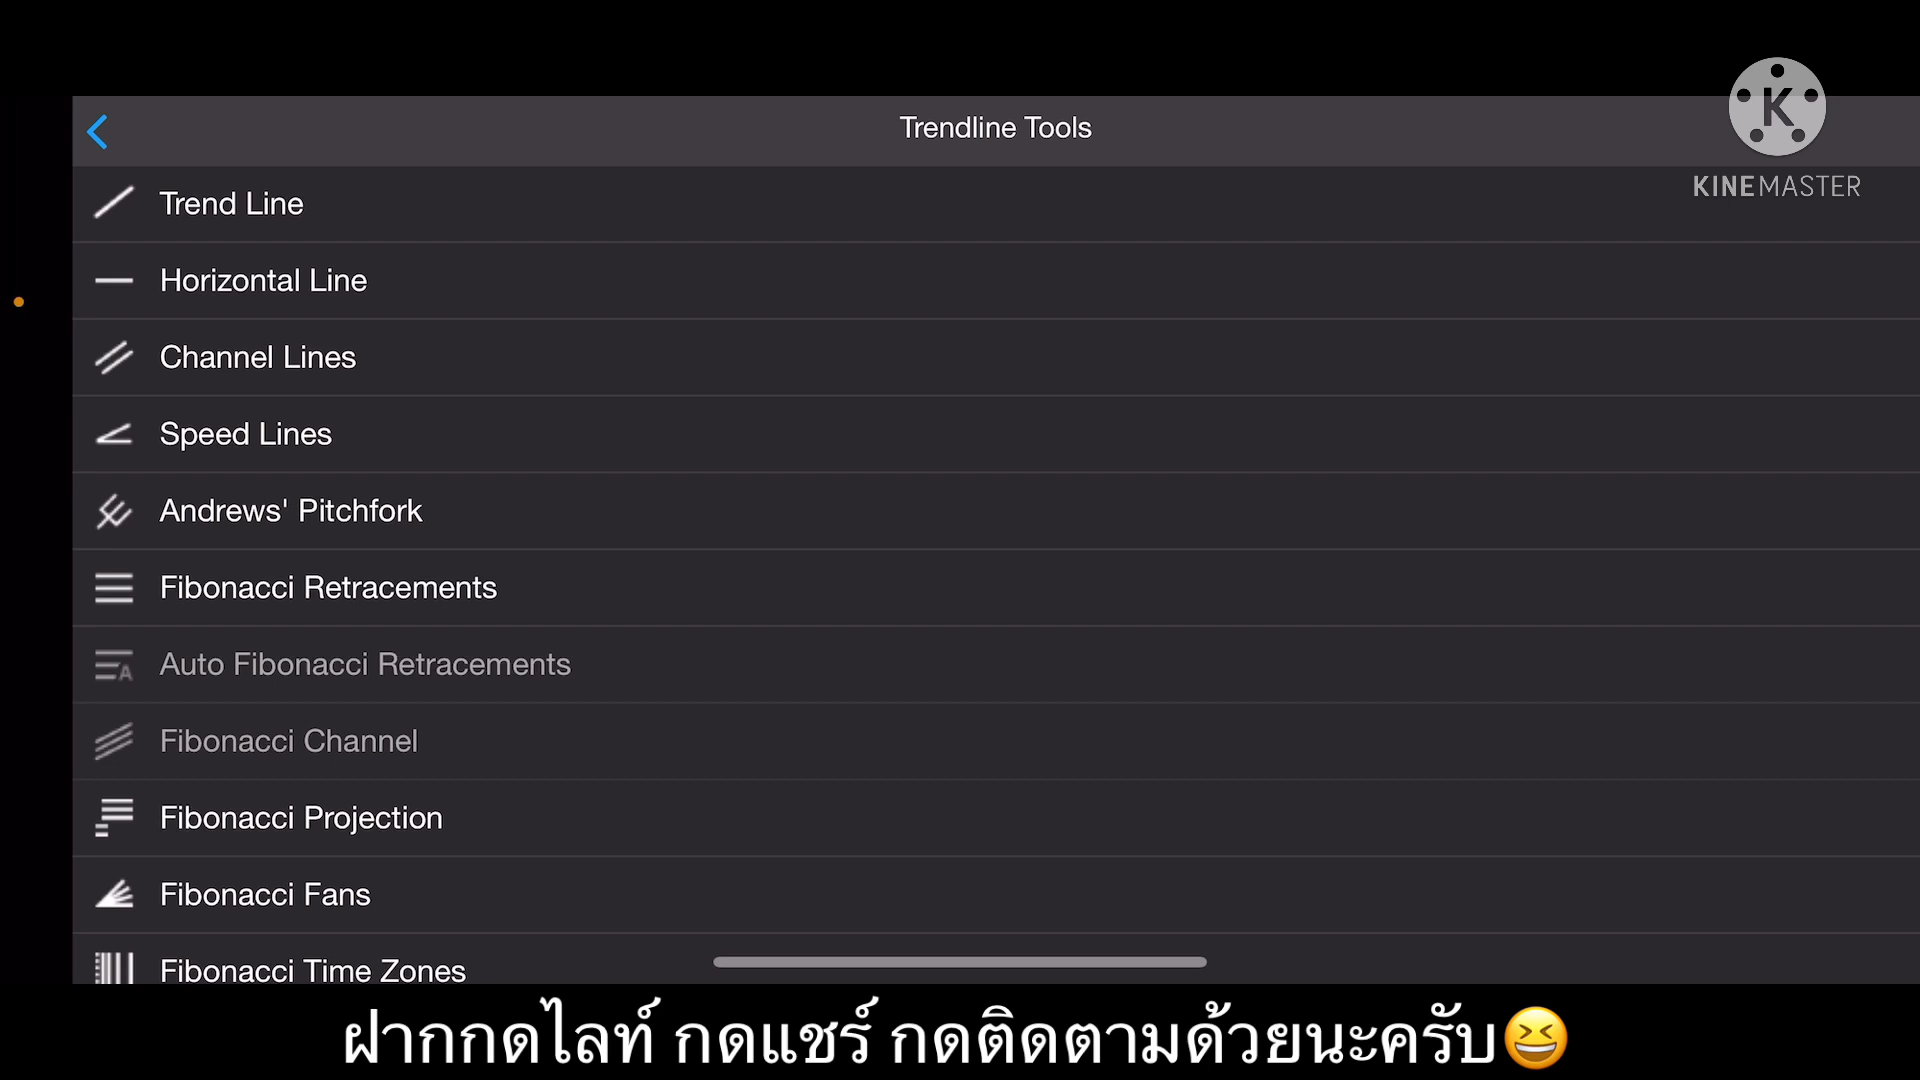 Trendline Tools
K
KINEMASTER
Trend Line
Horizontal Line
Channel Lines
Speed Lines
Andrews' Pitchfork
Fibonacci Retracements
A
Auto Fibonacci Retracements
Fibonacci Channel
Fibonacci Projection
Fibonacci Fans
Fibonacci Time Zones
ฝากกดไลท์ กดแชร์ กดติดตามด้วยนะครับ😆